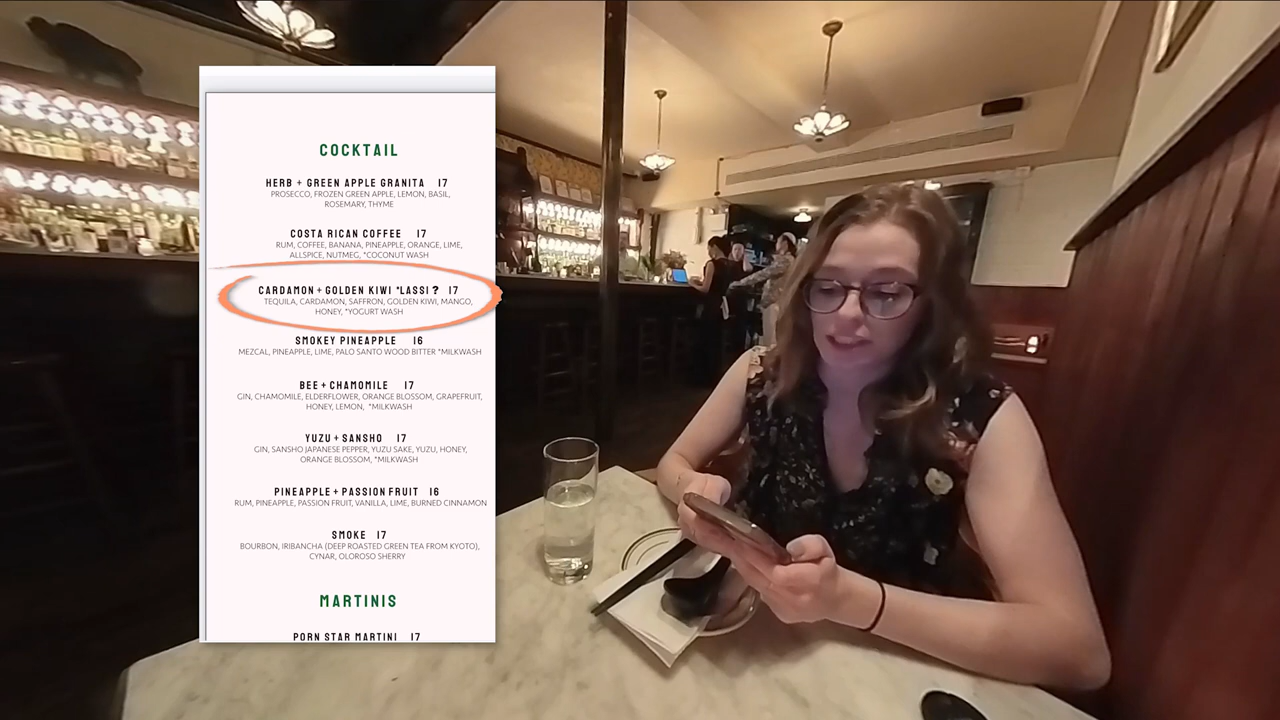 COCKTAIL
HERB + GREEN APPLE GRANITA 17
PROSECCO, FROZEN GREEN APPLE, LEMON, BASIL,
ROSEMARY, THYME
COSTA RICAN COFFEE 17
RUM, COFFEE, BANANA, PINEAPPLE, ORANGE, LIME,
ALLSPICE, NUTMEG, *COCONUT WASH
CARDAMON + GOLDEN KIWI *LASSI ? 17
TEQUILA, CARDAMON, SAFFRON, GOLDEN KIWI, MANGO,
HONEY, *YOGURT WASH
SMOKEY PINEAPPLE 16
MEZCAL, PINEAPPLE, LIME, PALO SANTO WOOD BITTER *MILKWASH
BEE + CHAMOMILE 17
GIN, CHAMOMILE, ELDERFLOWER, ORANGE BLOSSOM, GRAPEFRUIT,
HONEY, LEMON, *MILKWASH
YUZU + SANSHO 17
GIN, SANSHO JAPANESE PEPPER, YUZU SAKE, YUZU, HONEY,
ORANGE BLOSSOM, *MILKWASH
PINEAPPLE + PASSION FRUIT 16
RUM, PINEAPPLE, PASSION FRUIT, VANILLA, LIME, BURNED CINNAMON
SMOKE 17
BOURBON, IRIBANCHA (DEEP ROASTED GREEN TEA FROM KYOTO),
CYNAR, OLOROSO SHERRY
MARTINIS
PORN STAR MARTINI 17